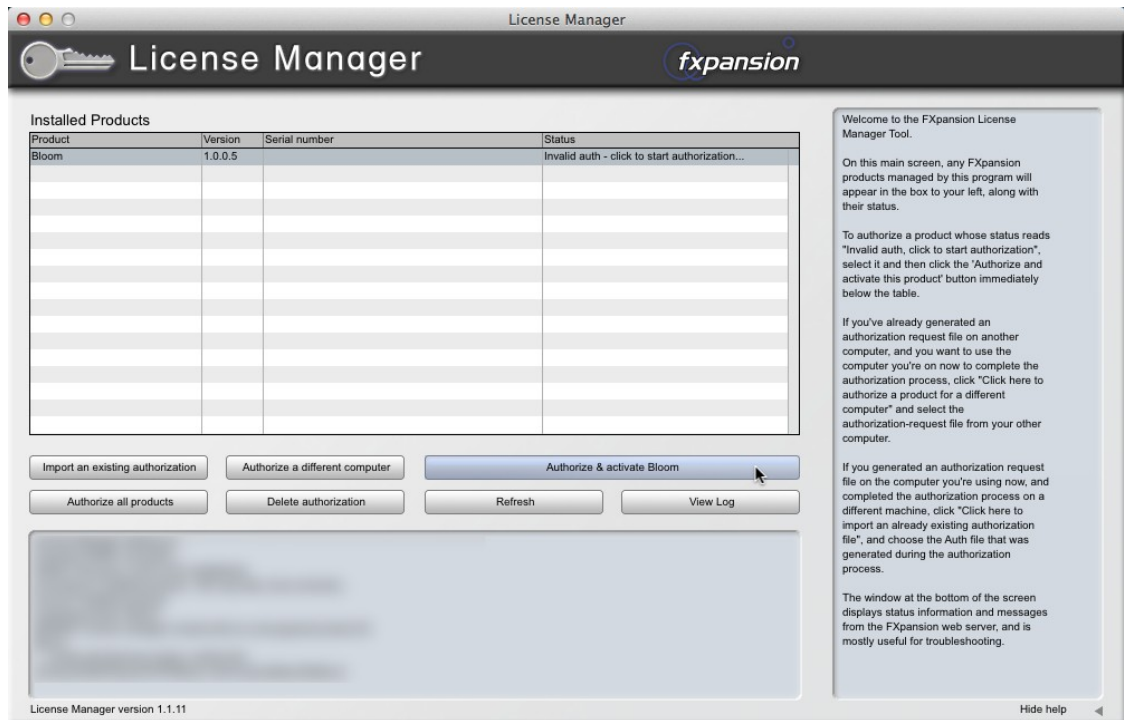 License Manager
License Manager
fxpansion
Installed Products
Product Version Serial number Status
Bloom 1.0.0.5 Invalid auth - click to start authorization...
Import an existing authorization
Authorize a different computer
Authorize & activate Bloom
Authorize all products
Delete authorization
Refresh
View Log
License Manager version 1.1.11
Welcome to the FXpansion License
Manager Tool.
On this main screen, any FXpansion
products managed by this program will
appear in the box to your left, along with
their status.
To authorize a product whose status reads
"Invalid auth, click to start authorization",
select it and then click the 'Authorize and
activate this product' button immediately
below the table.
If you've already generated an
authorization request file on another
computer, and you want to use the
computer you're on now to complete the
authorization process, click "Click here to
authorize a product for a different
computer" and select the
authorization-request file from your other
computer.
If you generated an authorization request
file on the computer you're using now, and
completed the authorization process on a
different machine, click "Click here to
import an already existing authorization
file", and choose the Auth file that was
generated during the authorization
process.
The window at the bottom of the screen
displays status information and messages
from the FXpansion web server, and is
mostly useful for troubleshooting.
Hide help